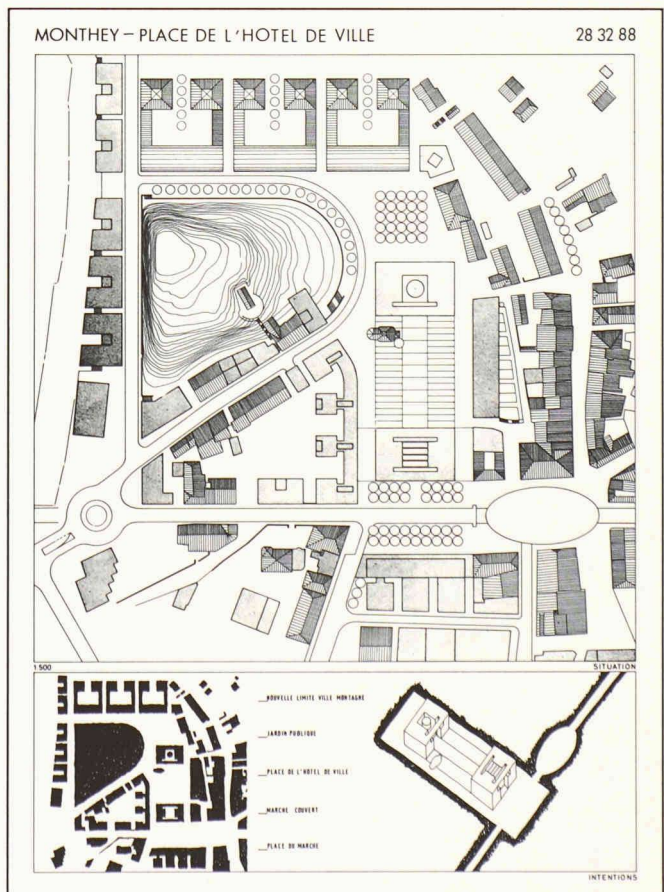 MONTHEY – PLACE DE L'HOTEL DE VILLE 28 32 88
1:500 SITUATION
NOUVELLE LIMITE VILLE MONTAGNE
JARDIN PUBLIQUE
PLACE DE L'HÔTEL DE VILLE
MARCHE COUVERT
PLACE DU MARCHE
INTENTIONS